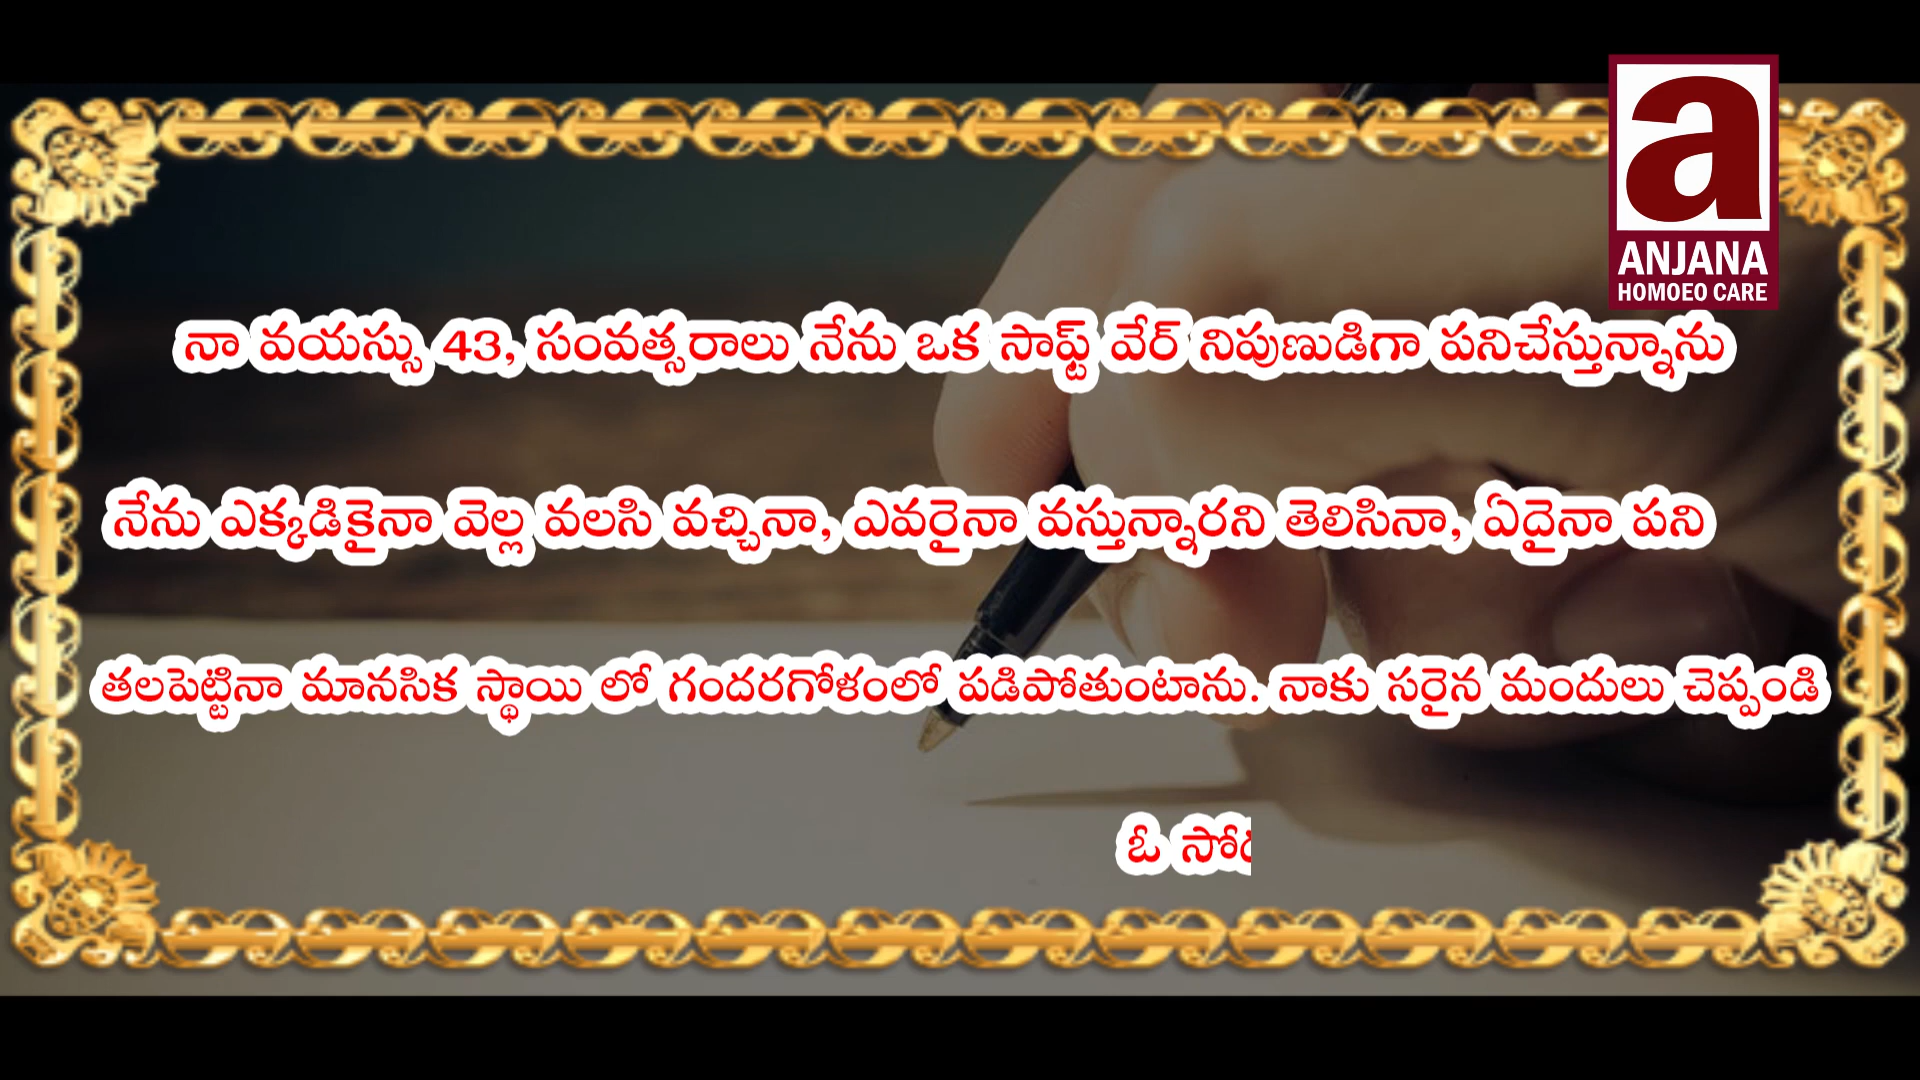 a
ANJANA
HOMOEO CARE
నా వయస్సు 43, సంవత్సరాలు నేను ఒక సాఫ్ట్ వేర్ నిపుణుడిగా పనిచేస్తున్నాను
నేను ఎక్కడికైనా వెల్ల వలసి వచ్చినా, ఎవరైనా వస్తున్నారని తెలిసినా, ఏదైనా పని
తలపెట్టినా మానసిక స్థాయి లో గందరగోళంలో పడిపోతుంటాను. నాకు సరైన మందులు చెప్పండి
ఓ